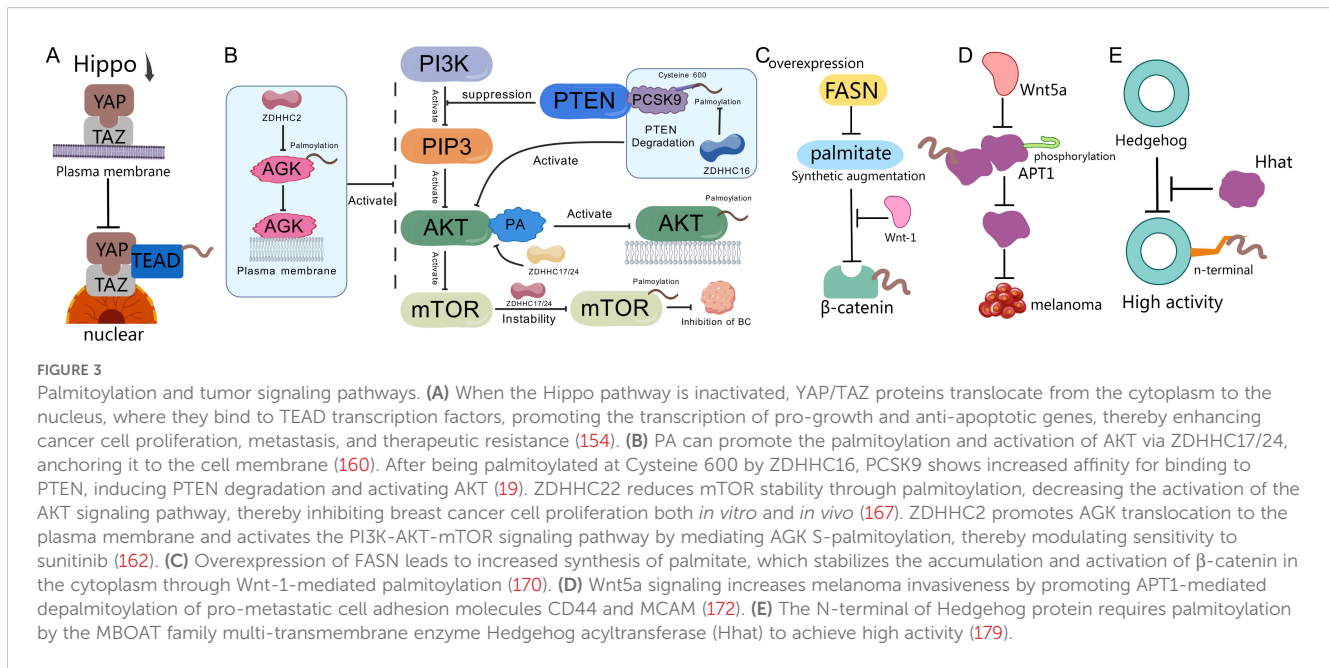 A
Hippo
YAP
TAZ
Plasma membrane
YAP
TEAD
TAZ
nuclear
B
ZDHHC2
Palmoylation
AGK
AGK
Plasma membrane
Activate
PI3K
Activate
suppression
PTEN
PCSK9
Cysteine 600
Palmoylation
PTEN
Degradation
ZDHHC16
PIP3
Activate
Activate
AKT
PA
Activate
Palmoylation
AKT
ZDHHC17/24
Activate
mTOR
ZDHHC17/24
Instability
Palmoylation
mTOR
Inhibition of BC
C
overexpression
FASN
palmitate
Synthetic augmentation
Wnt-1
β-catenin
D
Wnt5a
phosphorylation
APT1
melanoma
E
Hedgehog
Hhat
n-terminal
High activity
FIGURE 3
Palmitoylation and tumor signaling pathways. (A) When the Hippo pathway is inactivated, YAP/TAZ proteins translocate from the cytoplasm to the
nucleus, where they bind to TEAD transcription factors, promoting the transcription of pro-growth and anti-apoptotic genes, thereby enhancing
cancer cell proliferation, metastasis, and therapeutic resistance (154). (B) PA can promote the palmitoylation and activation of AKT via ZDHHC17/24,
anchoring it to the cell membrane (160). After being palmitoylated at Cysteine 600 by ZDHHC16, PCSK9 shows increased affinity for binding to
PTEN, inducing PTEN degradation and activating AKT (19). ZDHHC22 reduces mTOR stability through palmitoylation, decreasing the activation of the
AKT signaling pathway, thereby inhibiting breast cancer cell proliferation both in vitro and in vivo (167). ZDHHC2 promotes AGK translocation to the
plasma membrane and activates the PI3K-AKT-mTOR signaling pathway by mediating AGK S-palmitoylation, thereby modulating sensitivity to
sunitinib (162). (C) Overexpression of FASN leads to increased synthesis of palmitate, which stabilizes the accumulation and activation of β-catenin in
the cytoplasm through Wnt-1-mediated palmitoylation (170). (D) Wnt5a signaling increases melanoma invasiveness by promoting APT1-mediated
depalmitoylation of pro-metastatic cell adhesion molecules CD44 and MCAM (172). (E) The N-terminal of Hedgehog protein requires palmitoylation
by the MBOAT family multi-transmembrane enzyme Hedgehog acyltransferase (Hhat) to achieve high activity (179).